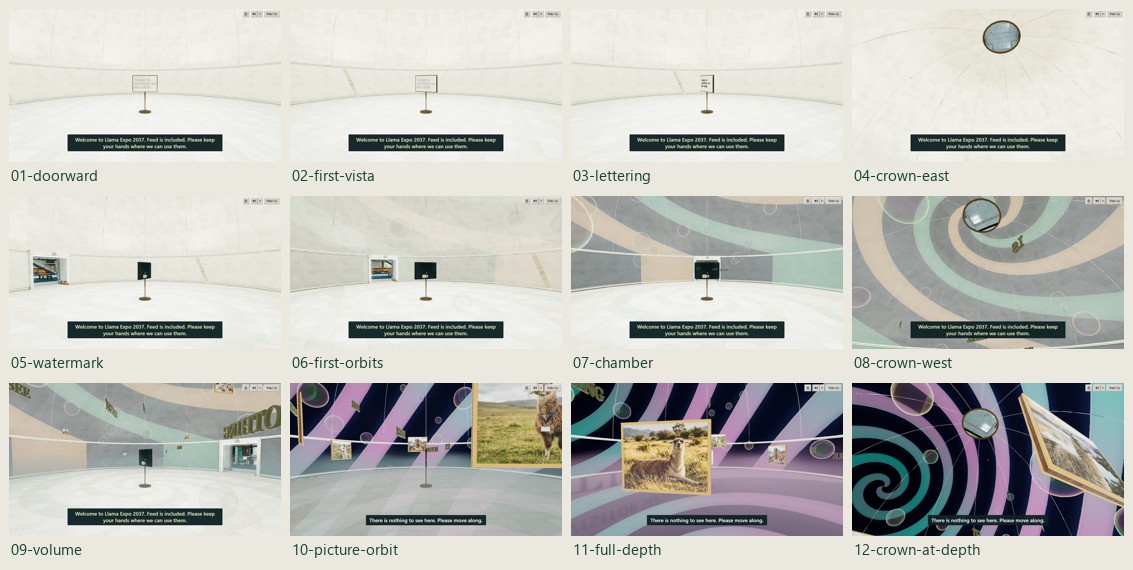 Welcome to Llama Expo 2037. Feed is included. Please keep
your hands where we can use them.
01-doorward
Welcome to Llama Expo 2037. Feed is included. Please keep
your hands where we can use them.
02-first-vista
Welcome to Llama Expo 2037. Feed is included. Please keep
your hands where we can use them.
03-lettering
Welcome to Llama Expo 2037. Feed is included. Please keep
your hands where we can use them.
04-crown-east
Welcome to Llama Expo 2037. Feed is included. Please keep
your hands where we can use them.
05-watermark
Welcome to Llama Expo 2037. Feed is included. Please keep
your hands where we can use them.
06-first-orbits
Welcome to Llama Expo 2037. Feed is included. Please keep
your hands where we can use them.
07-chamber
Welcome to Llama Expo 2037. Feed is included. Please keep
your hands where we can use them.
08-crown-west
Welcome to Llama Expo 2037. Feed is included. Please keep
your hands where we can use them.
09-volume
There is nothing to see here. Please move along.
10-picture-orbit
There is nothing to see here. Please move along.
11-full-depth
There is nothing to see here. Please move along.
12-crown-at-depth